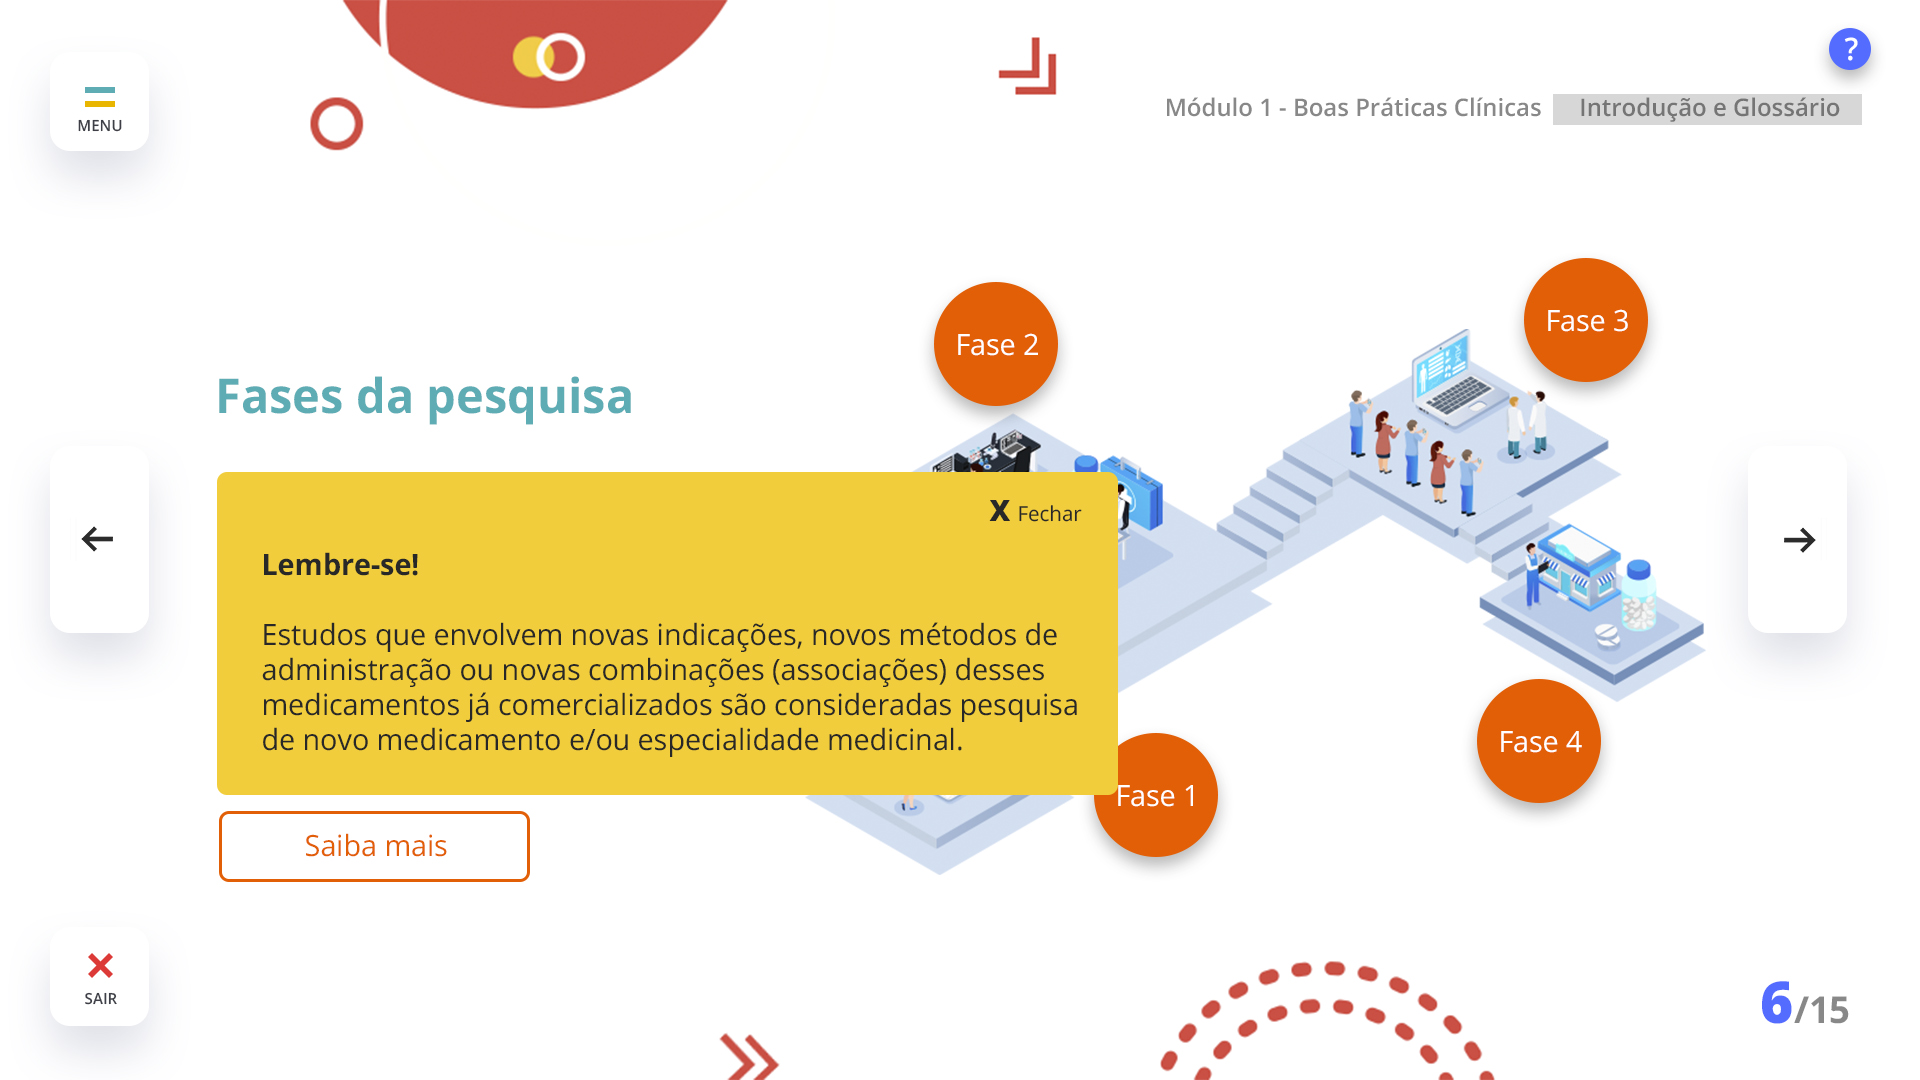 ?
MENU
Módulo 1 - Boas Práticas Clínicas Introdução e Glossário
Fase 2
Fase 3
Fases da pesquisa
X Fechar
Lembre-se!
Estudos que envolvem novas indicações, novos métodos de
administração ou novas combinações (associações) desses
medicamentos já comercializados são consideradas pesquisa
de novo medicamento e/ou especialidade medicinal.
Fase 4
Fase 1
Saiba mais
SAIR
6/15